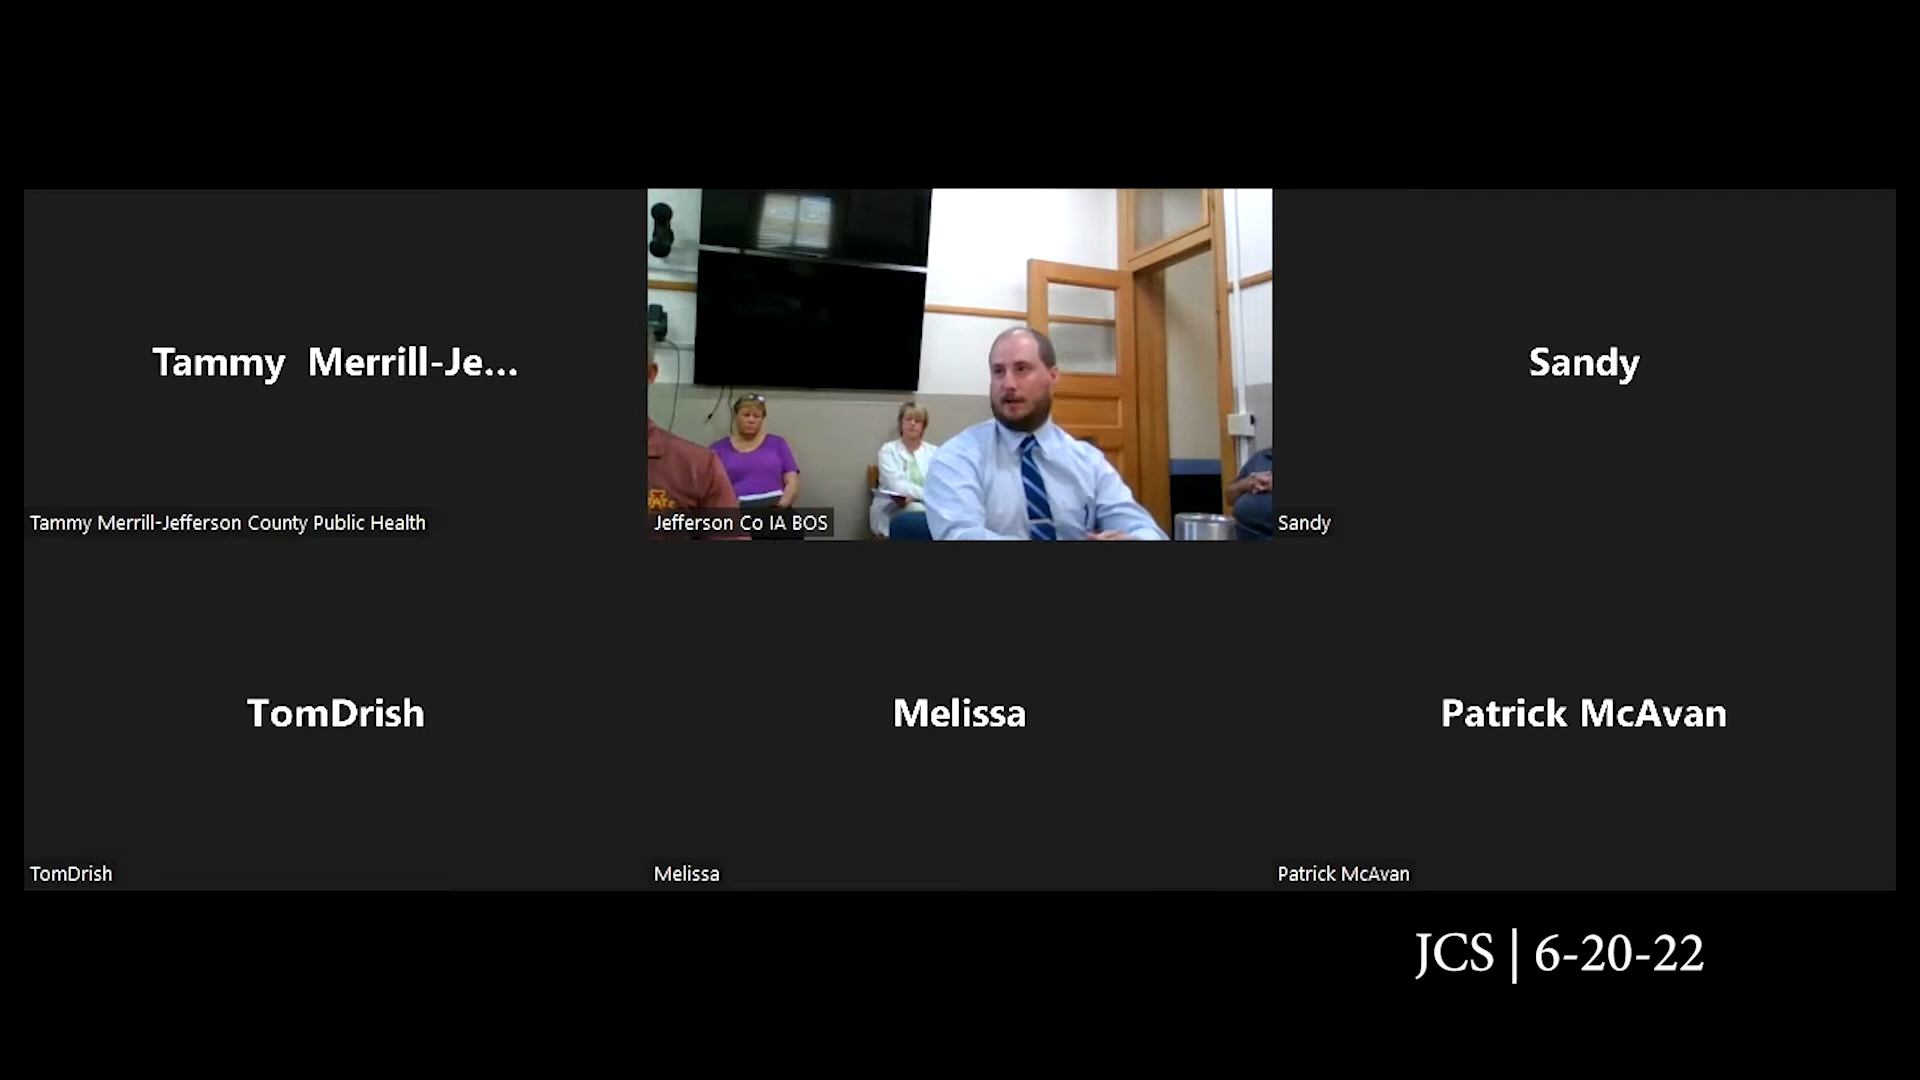 Tammy Merrill-Je...
Tammy Merrill-Jefferson County Public Health
Jefferson Co IA BOS
Sandy
Sandy
TomDrish
TomDrish
Melissa
Melissa
Patrick McAvan
Patrick McAvan
JCS | 6-20-22